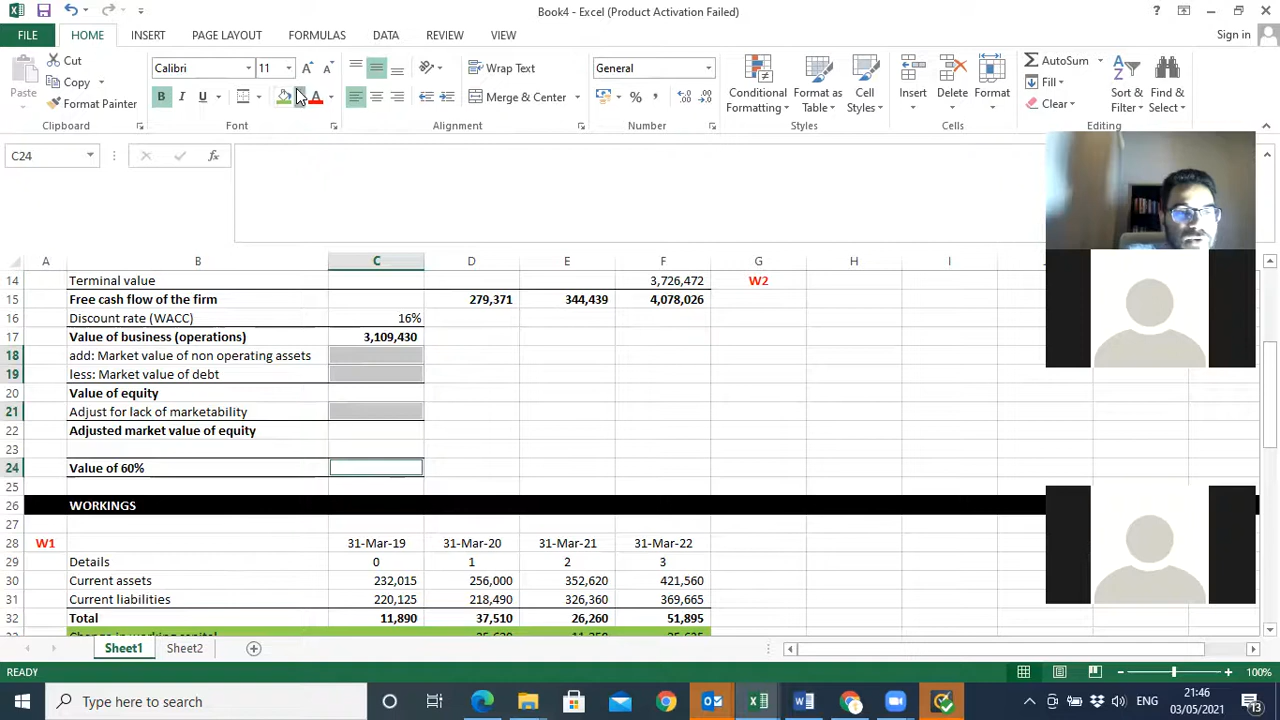 Book4 - Excel (Product Activation Failed)
FILE HOME INSERT PAGE LAYOUT FORMULAS DATA REVIEW VIEW Sign in
Cut
Copy
Format Painter
Paste
Clipboard
Calibri 11
B I U A
Font
Wrap Text
Merge & Center
Alignment
General
%
Number
Conditional Formatting
Format as Table
Cell Styles
Styles
Insert Delete Format
Cells
AutoSum
Fill
Clear
Sort & Filter
Find & Select
Editing
C24 fx
A B C D E F G H I
14 Terminal value 3,726,472 W2
15 Free cash flow of the firm 279,371 344,439 4,078,026
16 Discount rate (WACC) 16%
17 Value of business (operations) 3,109,430
18 add: Market value of non operating assets
19 less: Market value of debt
20 Value of equity
21 Adjust for lack of marketability
22 Adjusted market value of equity
23
24 Value of 60%
25
26 WORKINGS
27
28 W1 31-Mar-19 31-Mar-20 31-Mar-21 31-Mar-22
29 Details 0 1 2 3
30 Current assets 232,015 256,000 352,620 421,560
31 Current liabilities 220,125 218,490 326,360 369,665
32 Total 11,890 37,510 26,260 51,895
Sheet1 Sheet2
READY 100%
Type here to search
ENG
21:46
03/05/2021
13